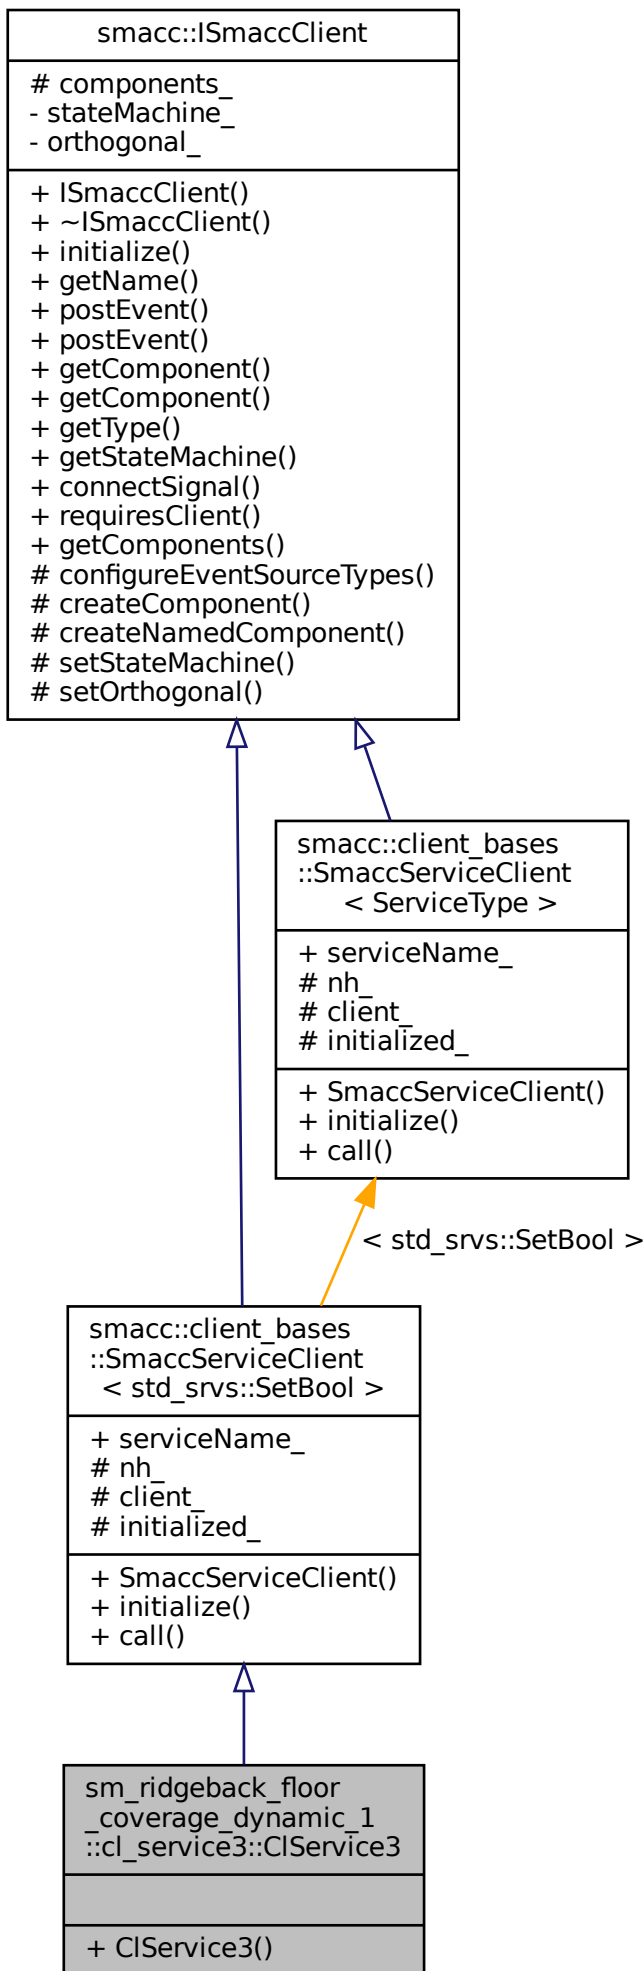 smacc::ISmaccClient
# components_
- stateMachine_
- orthogonal_
+ ISmaccClient()
+ ~ISmaccClient()
+ initialize()
+ getName()
+ postEvent()
+ postEvent()
+ getComponent()
+ getComponent()
+ getType()
+ getStateMachine()
+ connectSignal()
+ requiresClient()
+ getComponents()
# configureEventSourceTypes()
# createComponent()
# createNamedComponent()
# setStateMachine()
# setOrthogonal()
smacc::client_bases
::SmaccServiceClient
< ServiceType >
+ serviceName_
# nh_
# client_
# initialized_
+ SmaccServiceClient()
+ initialize()
+ call()
< std_srvs::SetBool >
smacc::client_bases
::SmaccServiceClient
< std_srvs::SetBool >
+ serviceName_
# nh_
# client_
# initialized_
+ SmaccServiceClient()
+ initialize()
+ call()
sm_ridgeback_floor
_coverage_dynamic_1
::cl_service3::ClService3
+ ClService3()